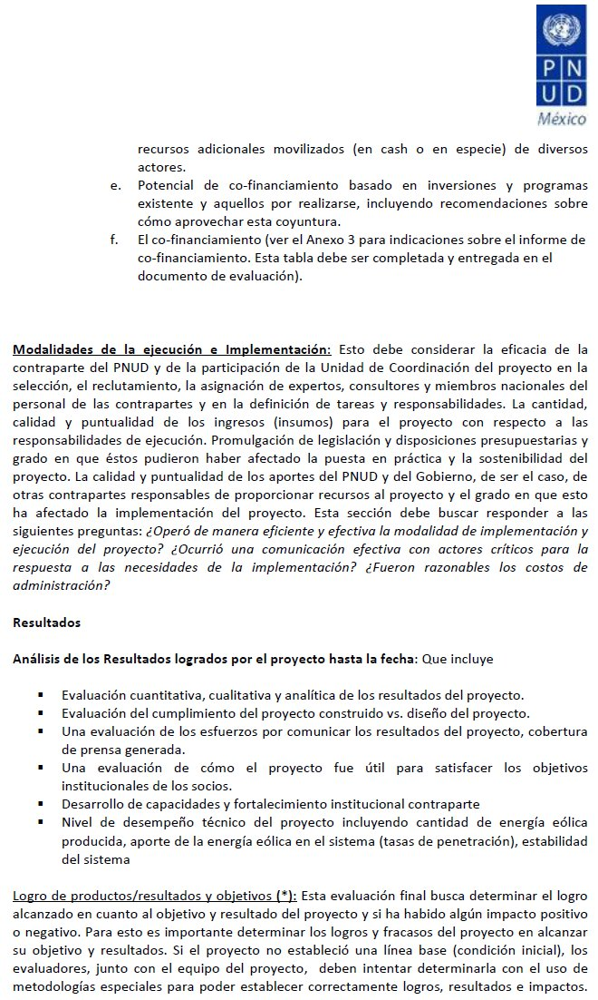 P N
U D
México
recursos adicionales movilizados (en cash o en especie) de diversos
actores.
e. Potencial de co-financiamiento basado en inversiones y programas
existente y aquellos por realizarse, incluyendo recomendaciones sobre
cómo aprovechar esta coyuntura.
f. El co-financiamiento (ver el Anexo 3 para indicaciones sobre el informe de
co-financiamiento. Esta tabla debe ser completada y entregada en el
documento de evaluación).
Modalidades de la ejecución e Implementación: Esto debe considerar la eficacia de la
contraparte del PNUD y de la participación de la Unidad de Coordinación del proyecto en la
selección, el reclutamiento, la asignación de expertos, consultores y miembros nacionales del
personal de las contrapartes y en la definición de tareas y responsabilidades. La cantidad,
calidad y puntualidad de los ingresos (insumos) para el proyecto con respecto a las
responsabilidades de ejecución. Promulgación de legislación y disposiciones presupuestarias y
grado en que éstos pudieron haber afectado la puesta en práctica y la sostenibilidad del
proyecto. La calidad y puntualidad de los aportes del PNUD y del Gobierno, de ser el caso, de
otras contrapartes responsables de proporcionar recursos al proyecto y el grado en que esto
ha afectado la implementación del proyecto. Esta sección debe buscar responder a las
siguientes preguntas: ¿Operó de manera eficiente y efectiva la modalidad de implementación y
ejecución del proyecto? ¿Ocurrió una comunicación efectiva con actores críticos para la
respuesta a las necesidades de la implementación? ¿Fueron razonables los costos de
administración?
Resultados
Análisis de los Resultados logrados por el proyecto hasta la fecha: Que incluye
▪ Evaluación cuantitativa, cualitativa y analítica de los resultados del proyecto.
▪ Evaluación del cumplimiento del proyecto construido vs. diseño del proyecto.
▪ Una evaluación de los esfuerzos por comunicar los resultados del proyecto, cobertura
de prensa generada.
▪ Una evaluación de cómo el proyecto fue útil para satisfacer los objetivos
institucionales de los socios.
▪ Desarrollo de capacidades y fortalecimiento institucional contraparte
▪ Nivel de desempeño técnico del proyecto incluyendo cantidad de energía eólica
producida, aporte de la energía eólica en el sistema (tasas de penetración), estabilidad
del sistema
Logro de productos/resultados y objetivos (*): Esta evaluación final busca determinar el logro
alcanzado en cuanto al objetivo y resultado del proyecto y si ha habido algún impacto positivo
o negativo. Para esto es importante determinar los logros y fracasos del proyecto en alcanzar
su objetivo y resultados. Si el proyecto no estableció una línea base (condición inicial), los
evaluadores, junto con el equipo del proyecto, deben intentar determinarla con el uso de
metodologías especiales para poder establecer correctamente logros, resultados e impactos.